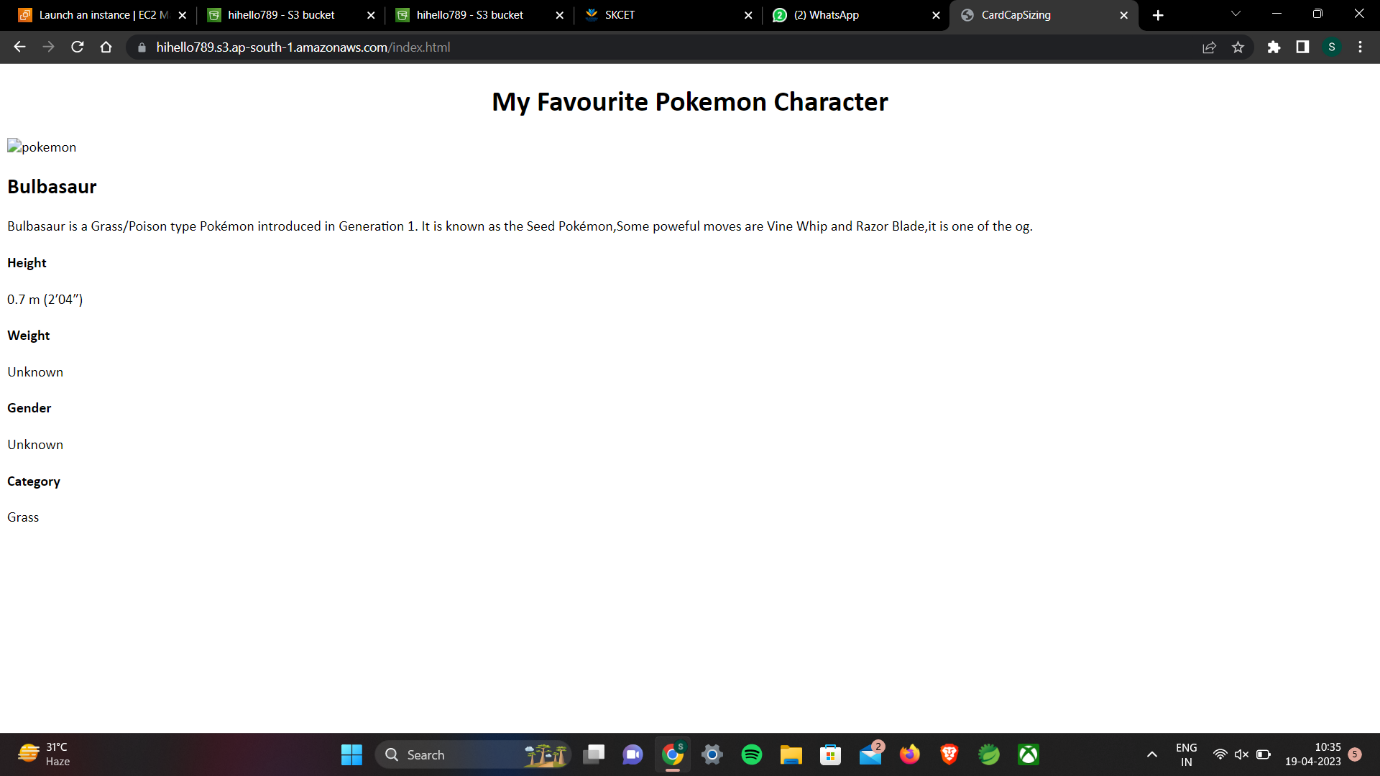 Launch an instance | EC2 M
hihello789 - S3 bucket
hihello789 - S3 bucket
SKCET
(2) WhatsApp
CardCapSizing
hihello789.s3.ap-south-1.amazonaws.com/index.html
S
My Favourite Pokemon Character
pokemon
Bulbasaur
Bulbasaur is a Grass/Poison type Pokémon introduced in Generation 1. It is known as the Seed Pokémon,Some poweful moves are Vine Whip and Razor Blade,it is one of the og.
Height
0.7 m (2’04”)
Weight
Unknown
Gender
Unknown
Category
Grass
31°C
Haze
Search
S
2
ENG
IN
10:35
19-04-2023
5